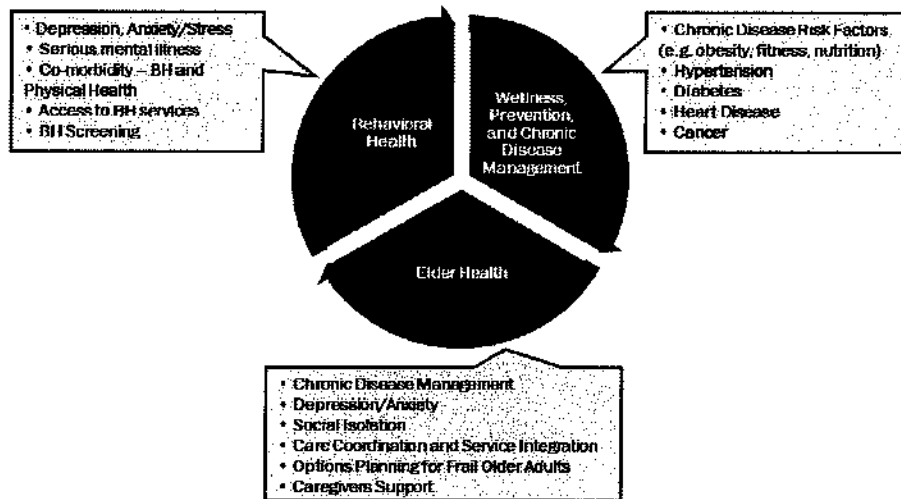 • Depression, Anxiety/Stress
• Serious mental illness
• Co-morbidity – BH and
Physical Health
• Access to BH services
• BH Screening
Behavioral
Health
Wellness,
Prevention,
and Chronic
Disease
Management
• Chronic Disease Risk Factors
(e.g. obesity, fitness, nutrition)
• Hypertension
• Diabetes
• Heart Disease
• Cancer
Elder Health
• Chronic Disease Management
• Depression/Anxiety
• Social Isolation
• Care Coordination and Service Integration
• Options Planning for Frail Older Adults
• Caregivers Support